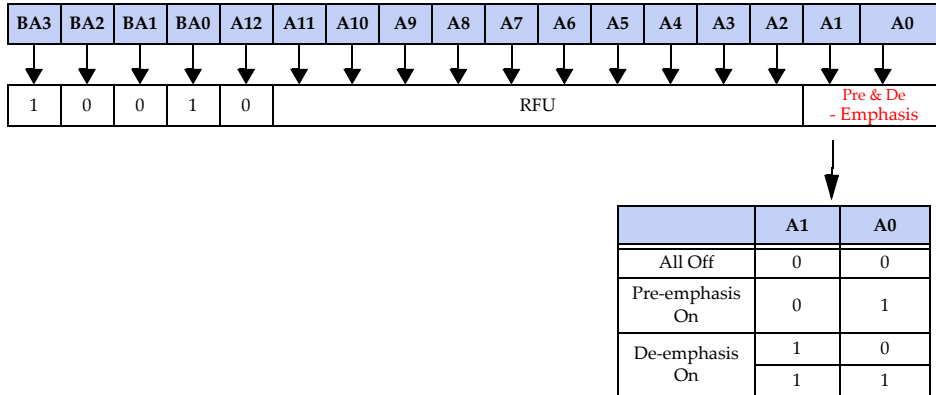 BA3 BA2 BA1 BA0 A12 A11 A10 A9 A8 A7 A6 A5 A4 A3 A2 A1 A0
1 0 0 1 0 RFU Pre & De
- Emphasis
A1 A0
All Off 0 0
Pre-emphasis
On 0 1
De-emphasis
On 1 0
1 1